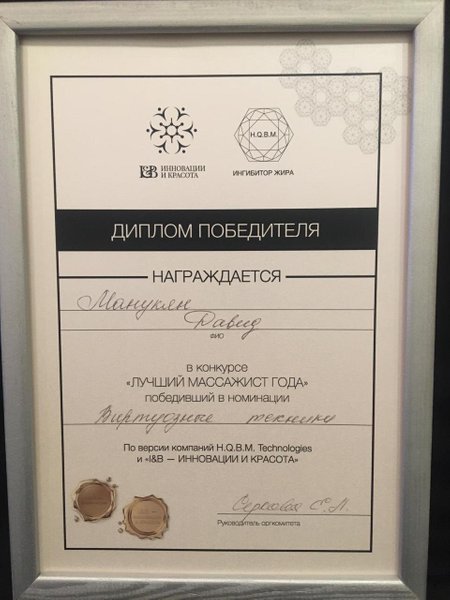 I&B ИННОВАЦИИ
И КРАСОТА
H.Q.B.M.
ИНГИБИТОР ЖИРА
ДИПЛОМ ПОБЕДИТЕЛЯ
НАГРАЖДАЕТСЯ
Манукян
Давид
ФИО
в конкурсе
«ЛУЧШИЙ МАССАЖИСТ ГОДА»
победивший в номинации
Виртуозные техники
По версии компаний H.Q.B.M. Technologies
и «I&B — ИННОВАЦИИ И КРАСОТА»
Руководитель оргкомитета